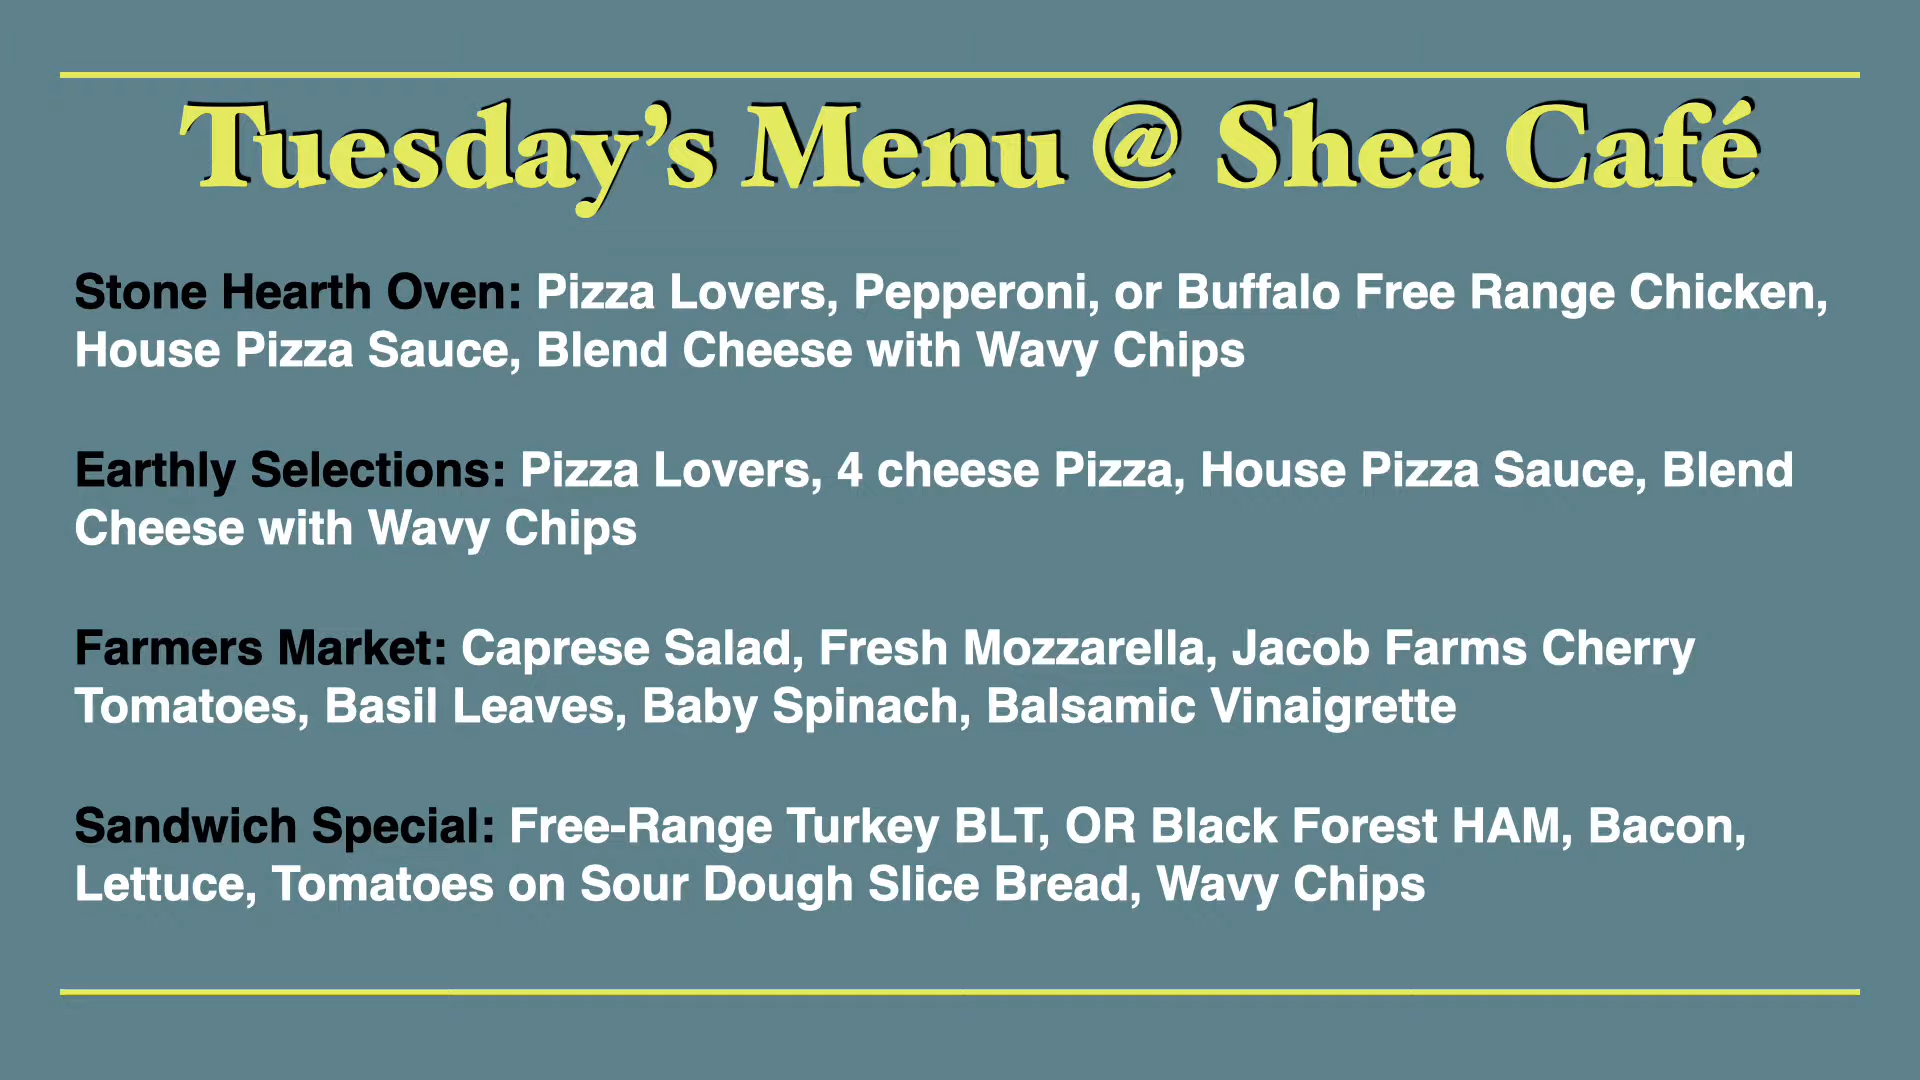 Tuesday’s Menu @ Shea Café
Stone Hearth Oven: Pizza Lovers, Pepperoni, or Buffalo Free Range Chicken,
House Pizza Sauce, Blend Cheese with Wavy Chips
Earthly Selections: Pizza Lovers, 4 cheese Pizza, House Pizza Sauce, Blend
Cheese with Wavy Chips
Farmers Market: Caprese Salad, Fresh Mozzarella, Jacob Farms Cherry
Tomatoes, Basil Leaves, Baby Spinach, Balsamic Vinaigrette
Sandwich Special: Free-Range Turkey BLT, OR Black Forest HAM, Bacon,
Lettuce, Tomatoes on Sour Dough Slice Bread, Wavy Chips